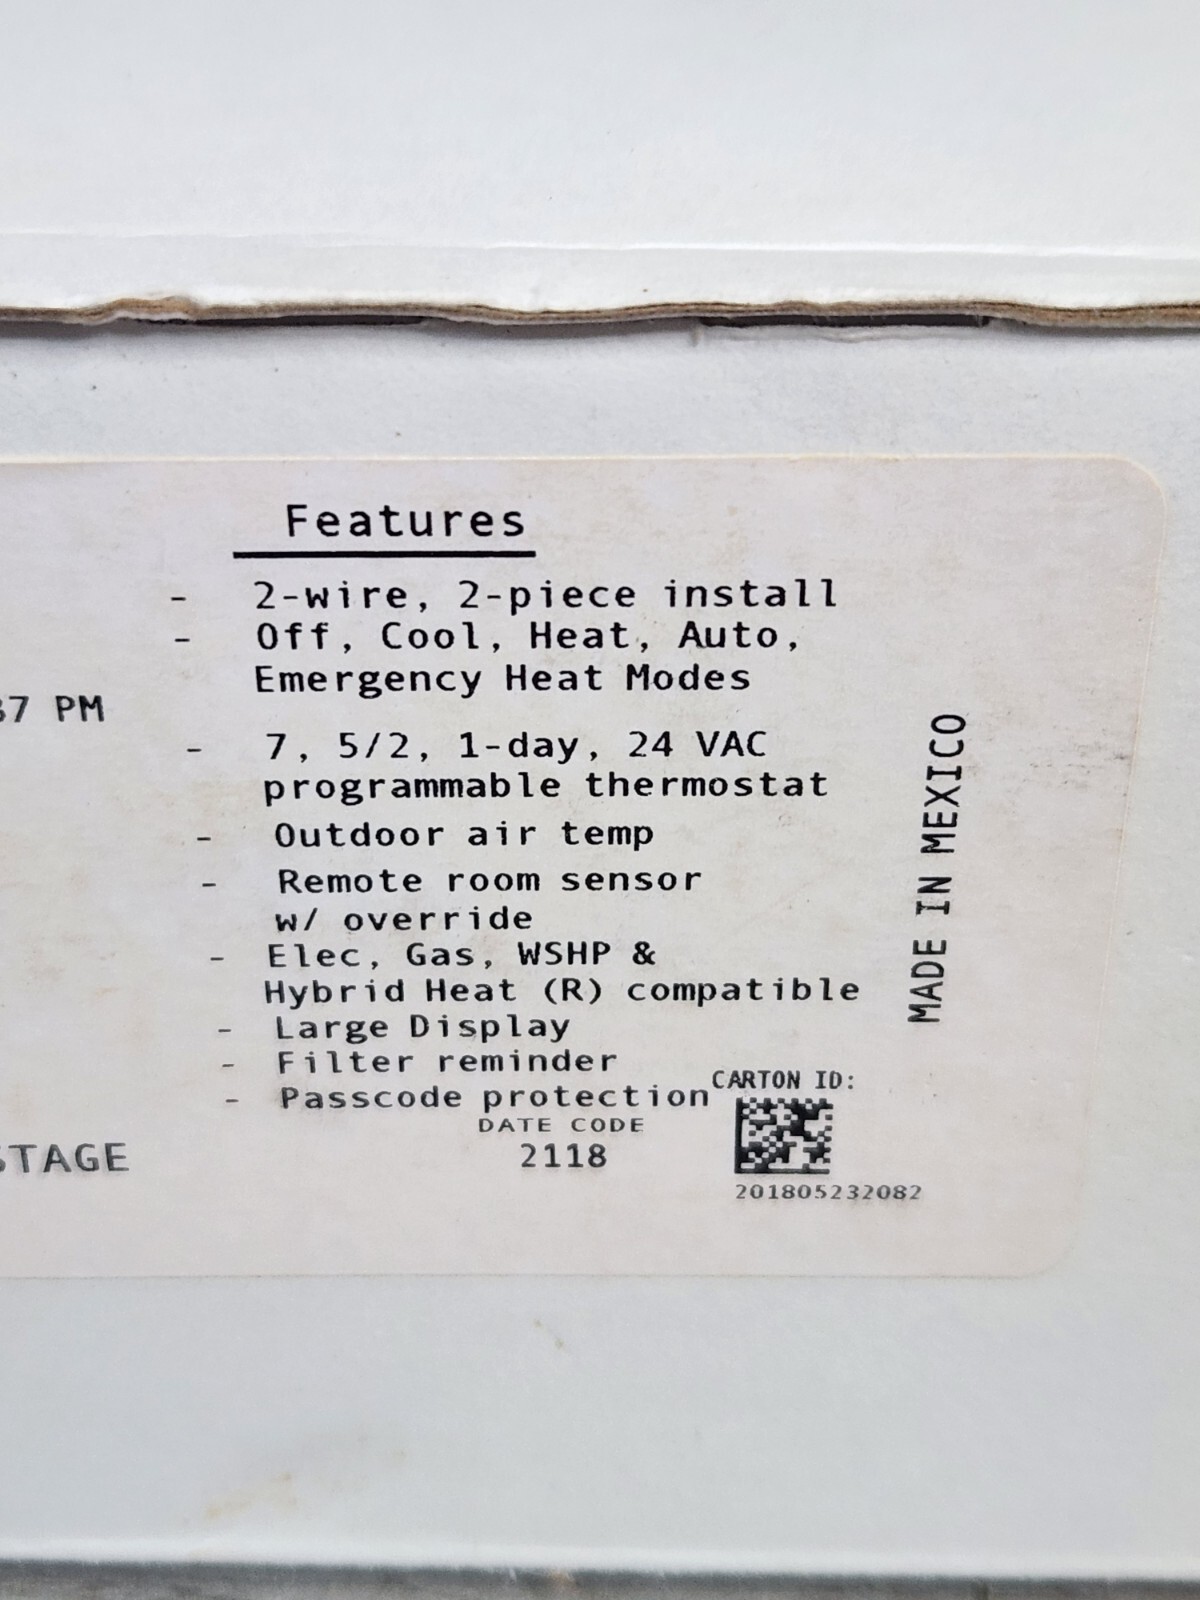 Features
- 2-wire, 2-piece install
- Off, Cool, Heat, Auto,
Emergency Heat Modes
7 PM
- 7, 5/2, 1-day, 24 VAC
programmable thermostat
- Outdoor air temp
- Remote room sensor
w/ override
- Elec, Gas, WSHP &
Hybrid Heat (R) compatible
- Large Display
- Filter reminder
- Passcode protection
MADE IN MEXICO
CARTON ID:
DATE CODE
2118
STAGE
201805232082